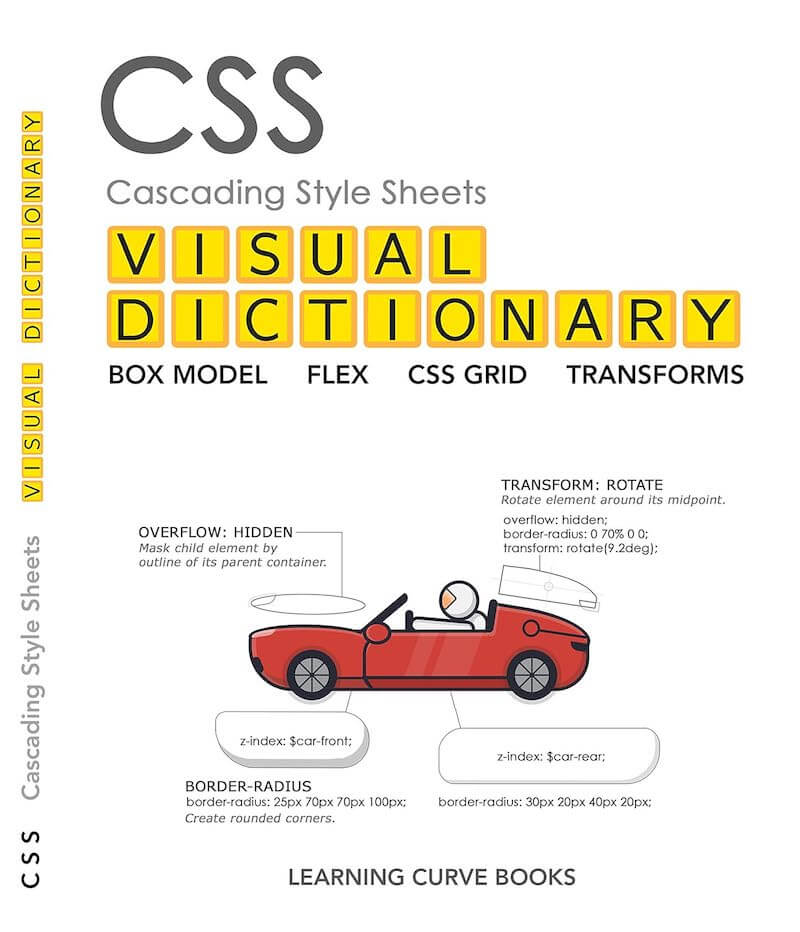 CSS
Cascading Style Sheets
VISUAL
DICTIONARY
BOX MODEL FLEX CSS GRID TRANSFORMS
TRANSFORM: ROTATE
Rotate element around its midpoint.
overflow: hidden;
border-radius: 0 70% 0 0;
transform: rotate(9.2deg);
OVERFLOW: HIDDEN
Mask child element by
outline of its parent container.
z-index: $car-front;
z-index: $car-rear;
BORDER-RADIUS
border-radius: 25px 70px 70px 100px;
Create rounded corners.
border-radius: 30px 20px 40px 20px;
LEARNING CURVE BOOKS
CSS Cascading Style Sheets VISUAL DICTIONARY